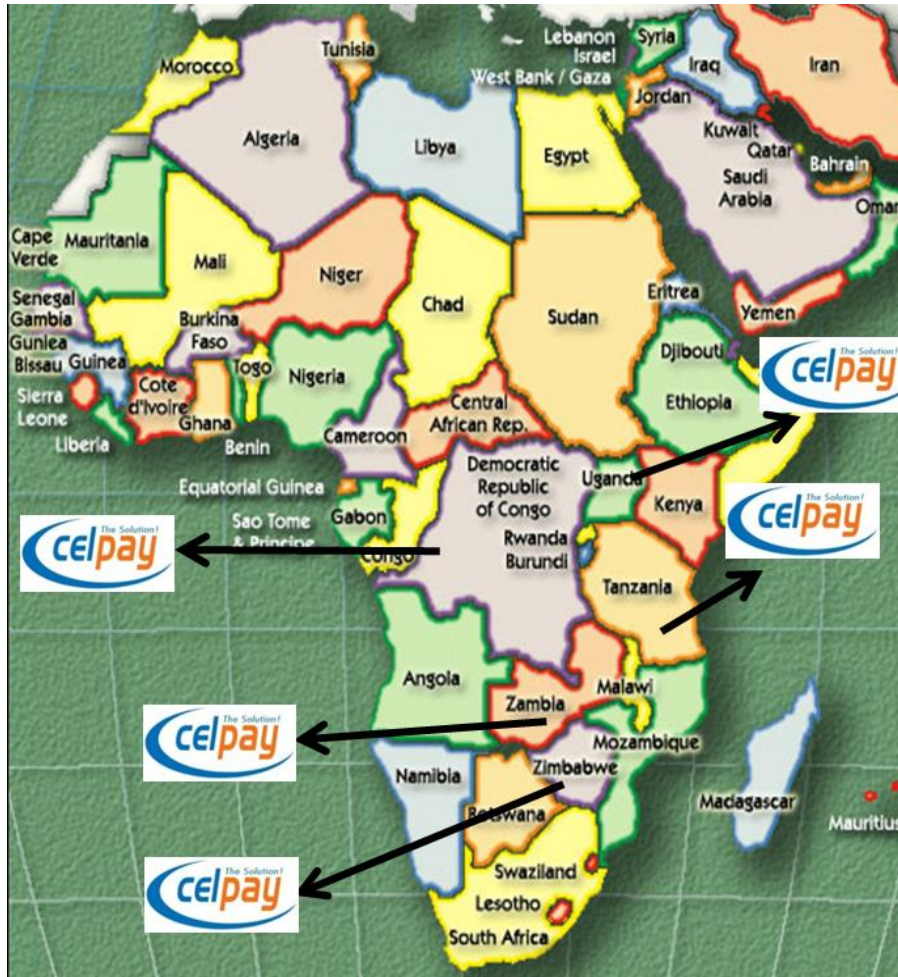 Lebanon
Israel
West Bank / Gaza
Syria
Iraq
Iran
Jordan
Kuwait
Qatar
Bahrain
Saudi
Arabia
Oman
Yemen
Morocco
Tunisia
Algeria
Libya
Egypt
Cape
Verde
Mauritania
Mali
Niger
Chad
Sudan
Eritrea
Djibouti
Ethiopia
Senegal
Gambia
Guniea
Bissau
Guinea
Burkina
Faso
Sierra
Leone
Liberia
Cote
d'Ivoire
Ghana
Togo
Benin
Nigeria
Cameroon
Central
African Rep.
Equatorial Guinea
Sao Tome
& Principe
Gabon
Congo
Democratic
Republic
of Congo
Uganda
Kenya
Rwanda
Burundi
Tanzania
Angola
Zambia
Malawi
Mozambique
Zimbabwe
Namibia
Botswana
Swaziland
Lesotho
South Africa
Madagascar
Mauritius
The Solution!
celpay
The Solution!
celpay
The Solution!
celpay
The Solution!
celpay
The Solution!
celpay